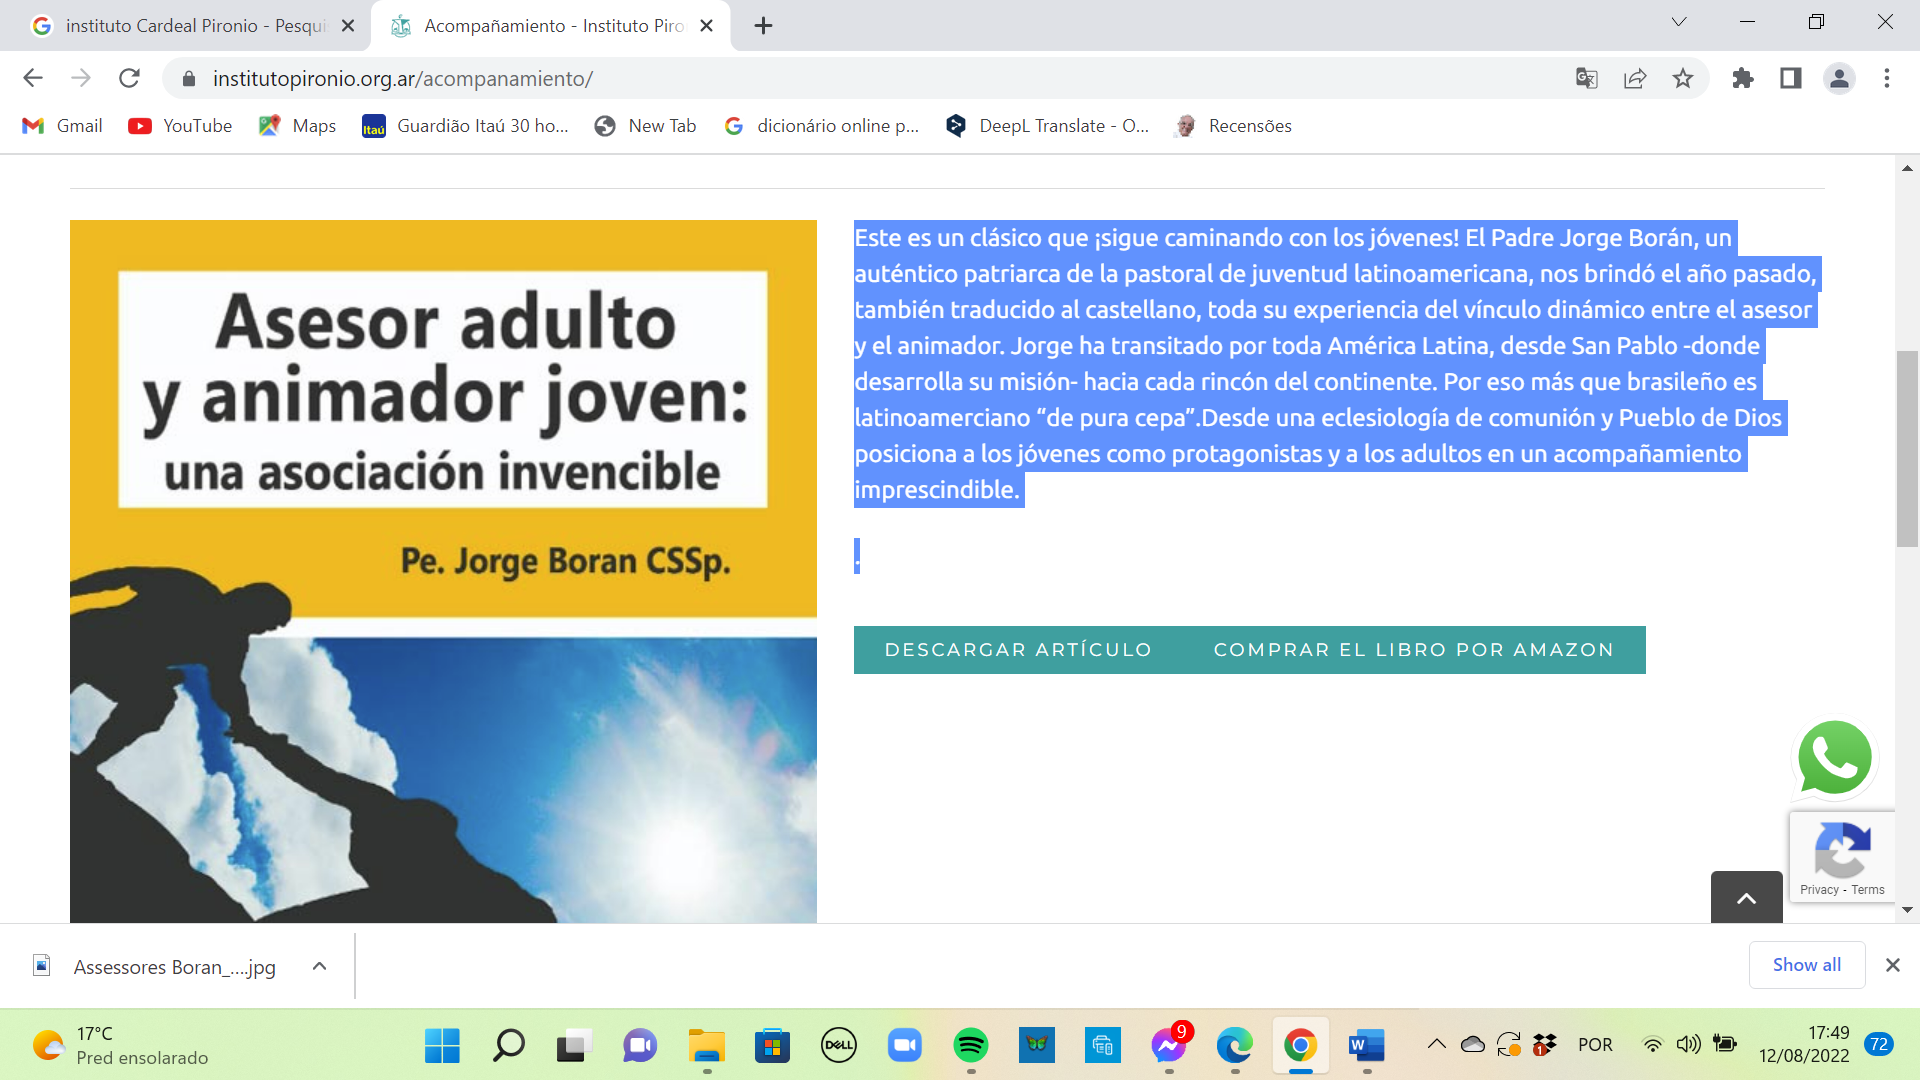 instituto Cardeal Pironio - Pesqui
Acompañamiento - Instituto Piro
institutopironio.org.ar/acompanamiento/
Gmail
YouTube
Maps
Itaú
Guardião Itaú 30 ho...
New Tab
dicionário online p...
DeepL Translate - O...
Recensões
Asesor adulto
y animador joven:
una asociación invencible
Pe. Jorge Boran CSSp.
Este es un clásico que ¡sigue caminando con los jóvenes! El Padre Jorge Borán, un
auténtico patriarca de la pastoral de juventud latinoamericana, nos brindó el año pasado,
también traducido al castellano, toda su experiencia del vínculo dinámico entre el asesor
y el animador. Jorge ha transitado por toda América Latina, desde San Pablo -donde
desarrolla su misión- hacia cada rincón del continente. Por eso más que brasileño es
latinoamerciano “de pura cepa”.Desde una eclesiología de comunión y Pueblo de Dios
posiciona a los jóvenes como protagonistas y a los adultos en un acompañamiento
imprescindible.
.
DESCARGAR ARTÍCULO
COMPRAR EL LIBRO POR AMAZON
Privacy - Terms
Assessores Boran_....jpg
Show all
17°C
Pred ensolarado
DELL
9
W
1
POR
17:49
12/08/2022
72